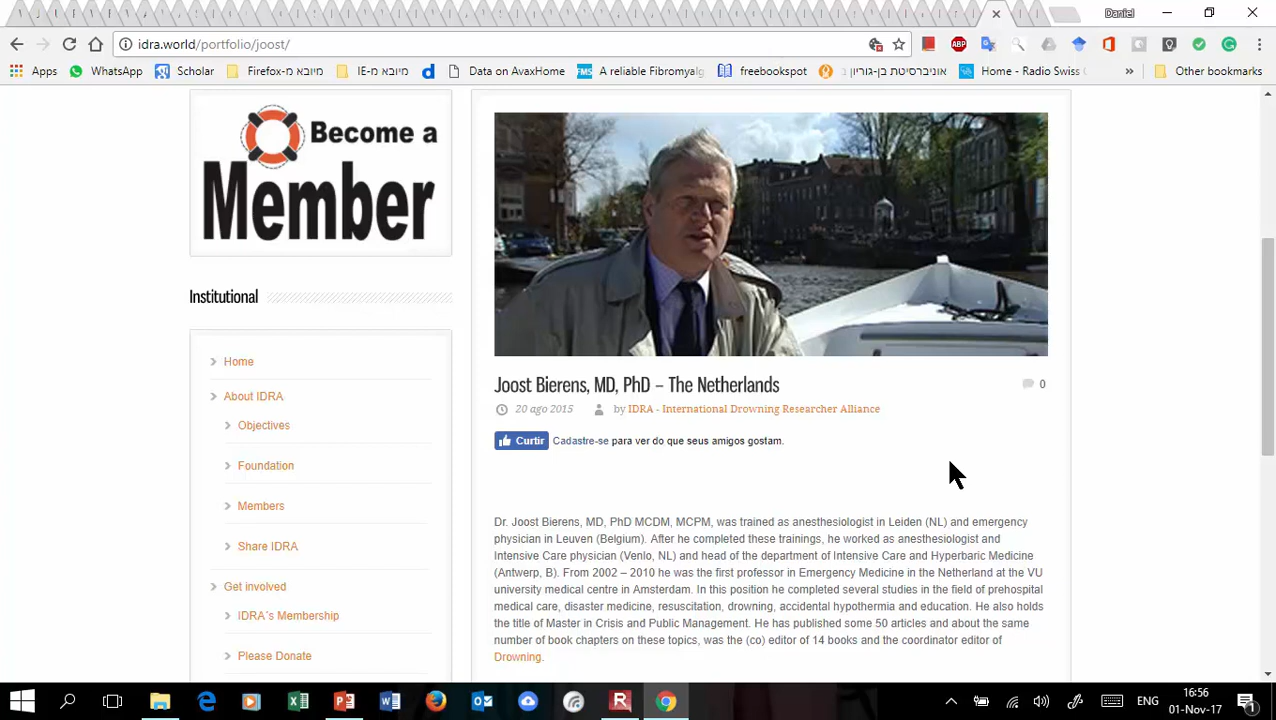 Daniel
idra.world/portfolio/joost/
ABP
Apps
WhatsApp
Scholar
מיובא מ-Firefox
מיובא מ-IE
Data on AvaxHome
FMS
A reliable Fibromyalg
freebookspot
אוניברסיטת בן-גוריון ב
Home - Radio Swiss C
»
Other bookmarks
Become a
Member
Institutional
Home
About IDRA
Objectives
Foundation
Members
Share IDRA
Get involved
IDRA´s Membership
Please Donate
Joost Bierens, MD, PhD – The Netherlands
0
20 ago 2015 by IDRA - International Drowning Researcher Alliance
Curtir Cadastre-se para ver do que seus amigos gostam.
Dr. Joost Bierens, MD, PhD MCDM, MCPM, was trained as anesthesiologist in Leiden (NL) and emergency
physician in Leuven (Belgium). After he completed these trainings, he worked as anesthesiologist and
Intensive Care physician (Venlo, NL) and head of the department of Intensive Care and Hyperbaric Medicine
(Antwerp, B). From 2002 – 2010 he was the first professor in Emergency Medicine in the Netherland at the VU
university medical centre in Amsterdam. In this position he completed several studies in the field of prehospital
medical care, disaster medicine, resuscitation, drowning, accidental hypothermia and education. He also holds
the title of Master in Crisis and Public Management. He has published some 50 articles and about the same
number of book chapters on these topics, was the (co) editor of 14 books and the coordinator editor of
Drowning.
ENG
16:56
01-Nov-17
1